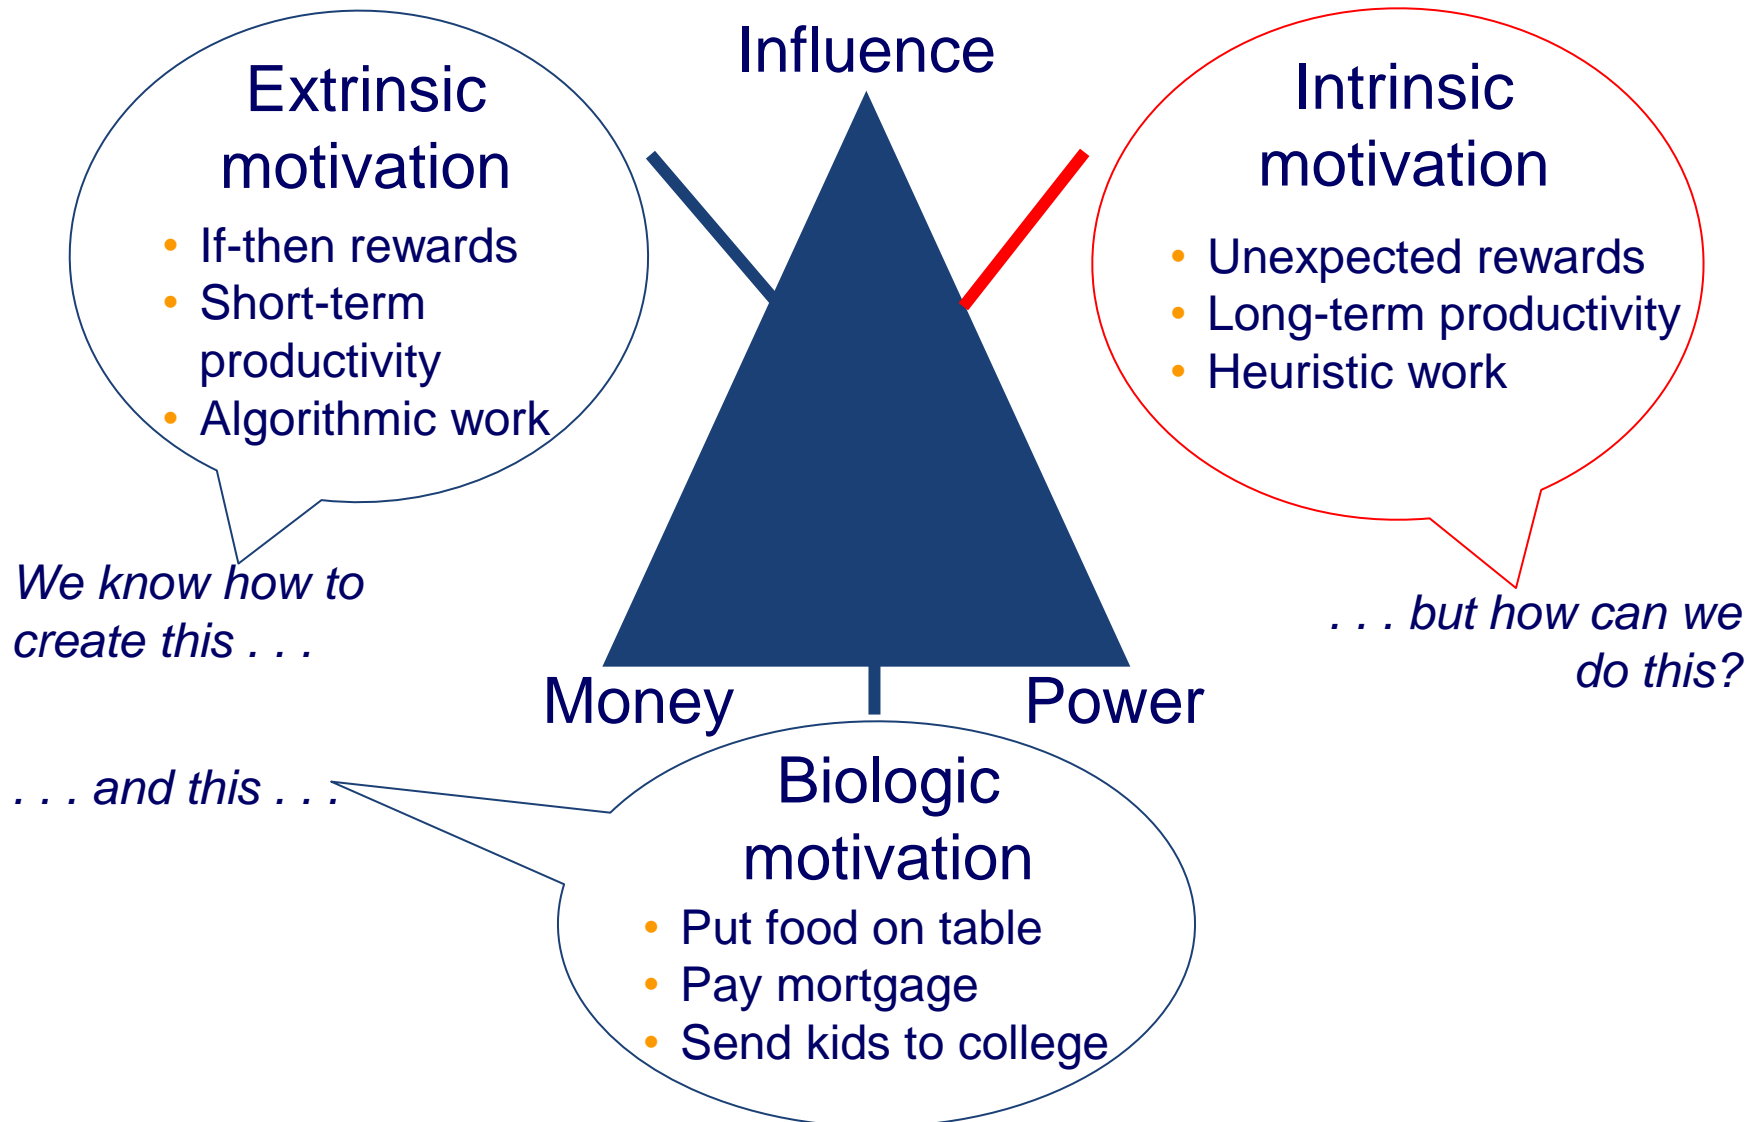 Influence
Extrinsic
motivation
• If-then rewards
• Short-term
productivity
• Algorithmic work
We know how to
create this . . .
Intrinsic
motivation
• Unexpected rewards
• Long-term productivity
• Heuristic work
. . . but how can we
do this?
Money
Power
. . . and this . . .
Biologic
motivation
• Put food on table
• Pay mortgage
• Send kids to college